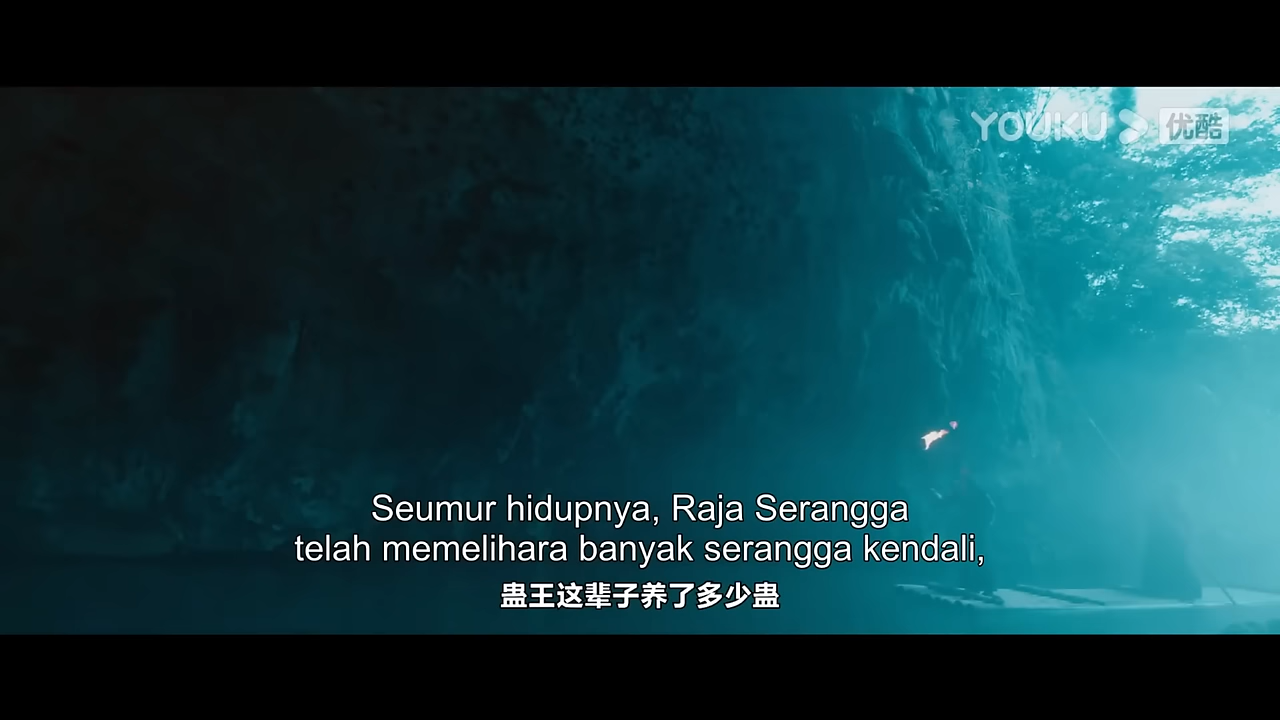 YOUKU 优酷
Seumur hidupnya, Raja Serangga
telah memelihara banyak serangga kendali,
蛊王这辈子养了多少蛊